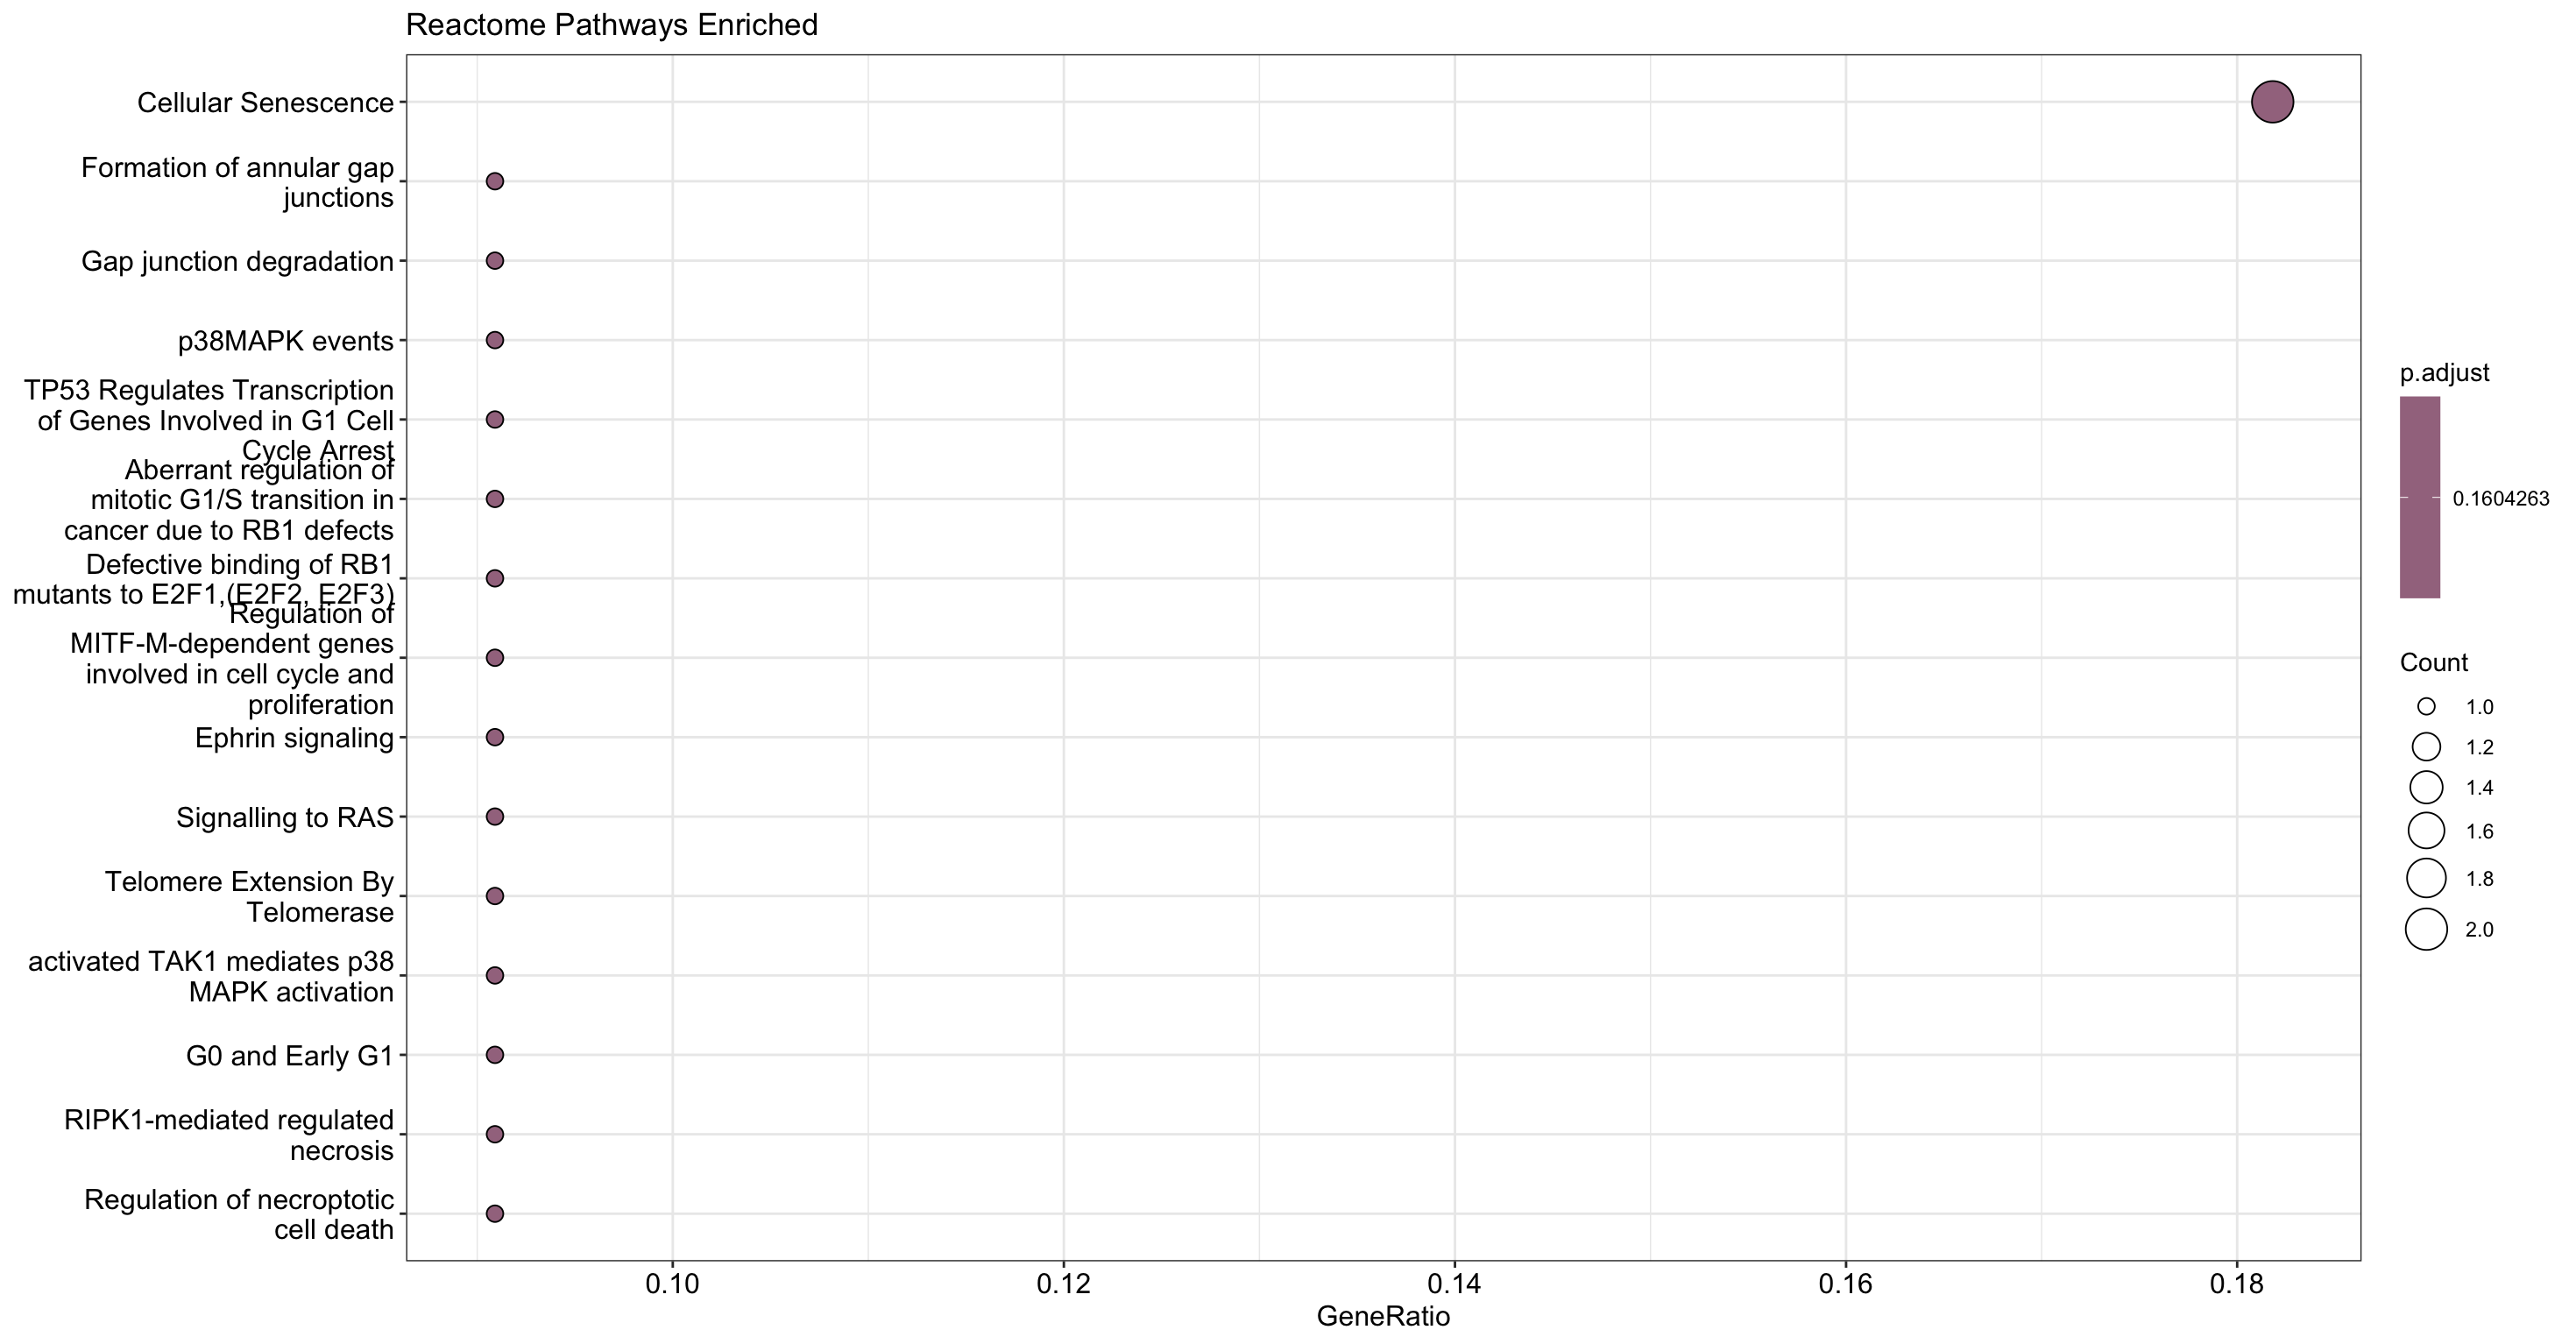 Reactome Pathways Enriched
Cellular Senescence
Formation of annular gap
junctions
Gap junction degradation
p38MAPK events
TP53 Regulates Transcription
of Genes Involved in G1 Cell
Cycle Arrest
Aberrant regulation of
mitotic G1/S transition in
cancer due to RB1 defects
Defective binding of RB1
mutants to E2F1,(E2F2, E2F3)
Regulation of
MITF-M-dependent genes
involved in cell cycle and
proliferation
Ephrin signaling
Signalling to RAS
Telomere Extension By
Telomerase
activated TAK1 mediates p38
MAPK activation
G0 and Early G1
RIPK1-mediated regulated
necrosis
Regulation of necroptotic
cell death
0.10
0.12
0.14
0.16
0.18
GeneRatio
p.adjust
0.1604263
Count
1.0
1.2
1.4
1.6
1.8
2.0